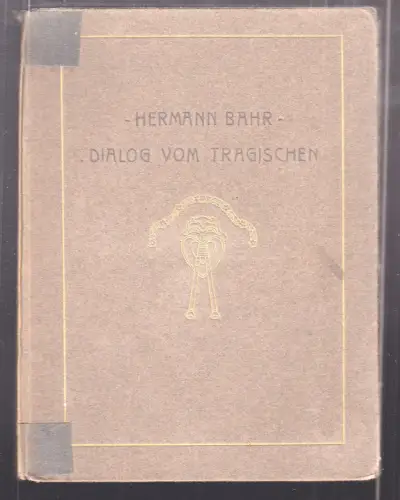 - HERMANN BAHR -
. DIALOG VOM TRAGISCHEN